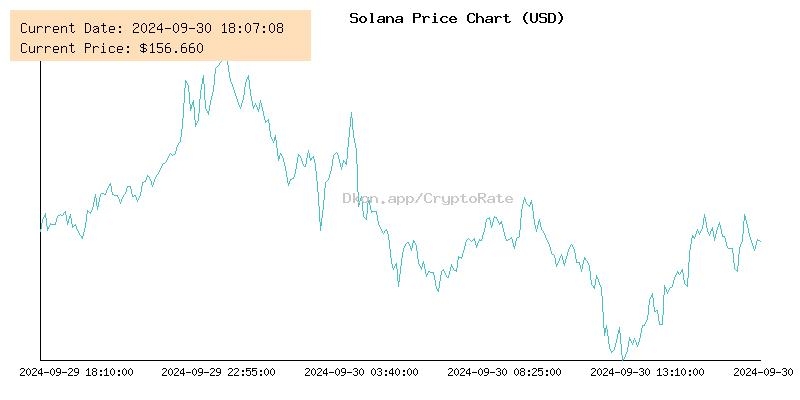 Solana Price Chart (USD)
Current Date: 2024-09-30 18:07:08
Current Price: $156.660
Dkon.app/CryptoRate
2024-09-29 18:10:00
2024-09-29 22:55:00
2024-09-30 03:40:00
2024-09-30 08:25:00
2024-09-30 13:10:00
2024-09-30